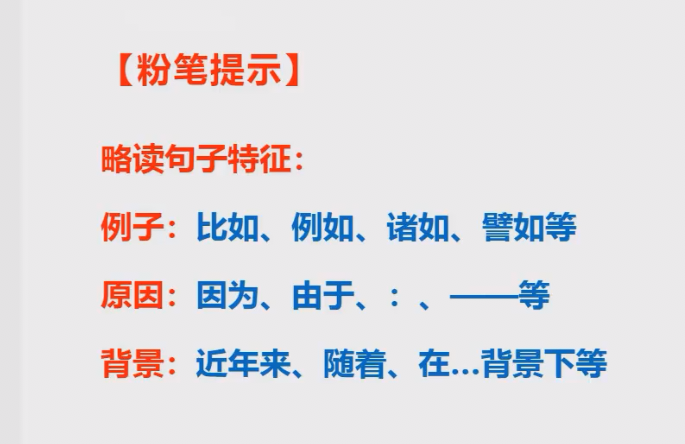 【粉笔提示】
略读句子特征：
例子：比如、例如、诸如、譬如等
原因：因为、由于、：、——等
背景：近年来、随着、在…背景下等